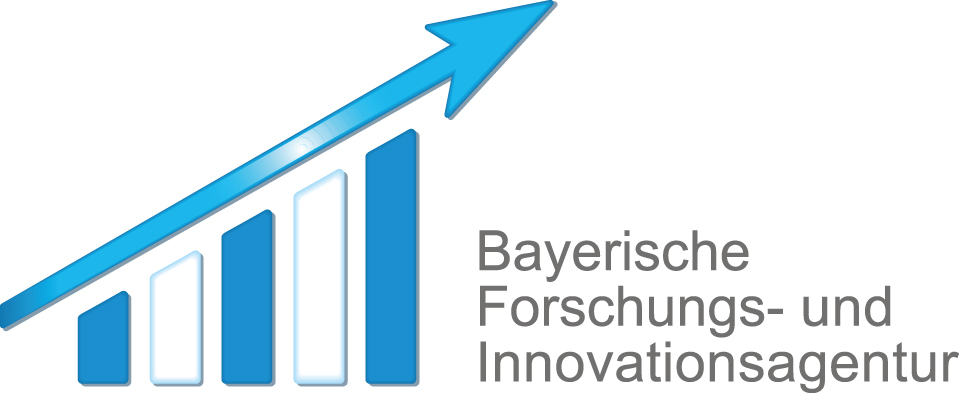 Bayerische
Forschungs- und
Innovationsagentur